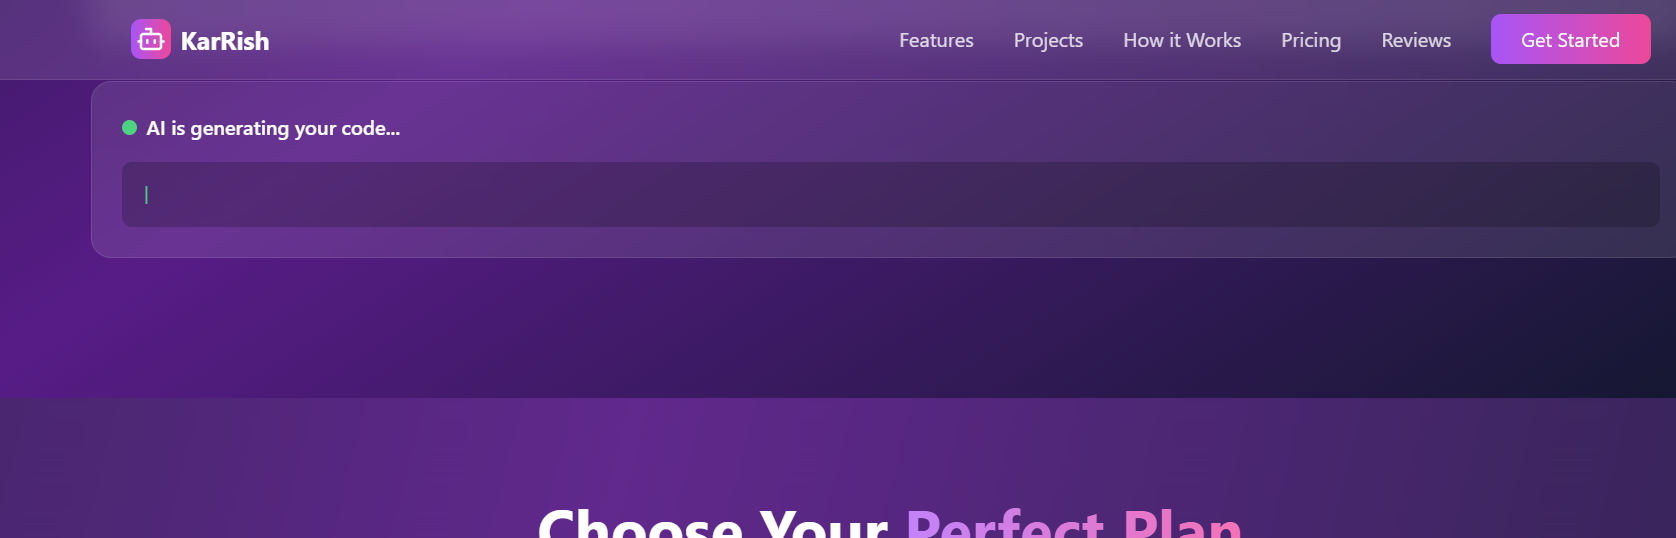 KarRish
Features Projects How it Works Pricing Reviews Get Started
AI is generating your code...
Choose Your Perfect Plan